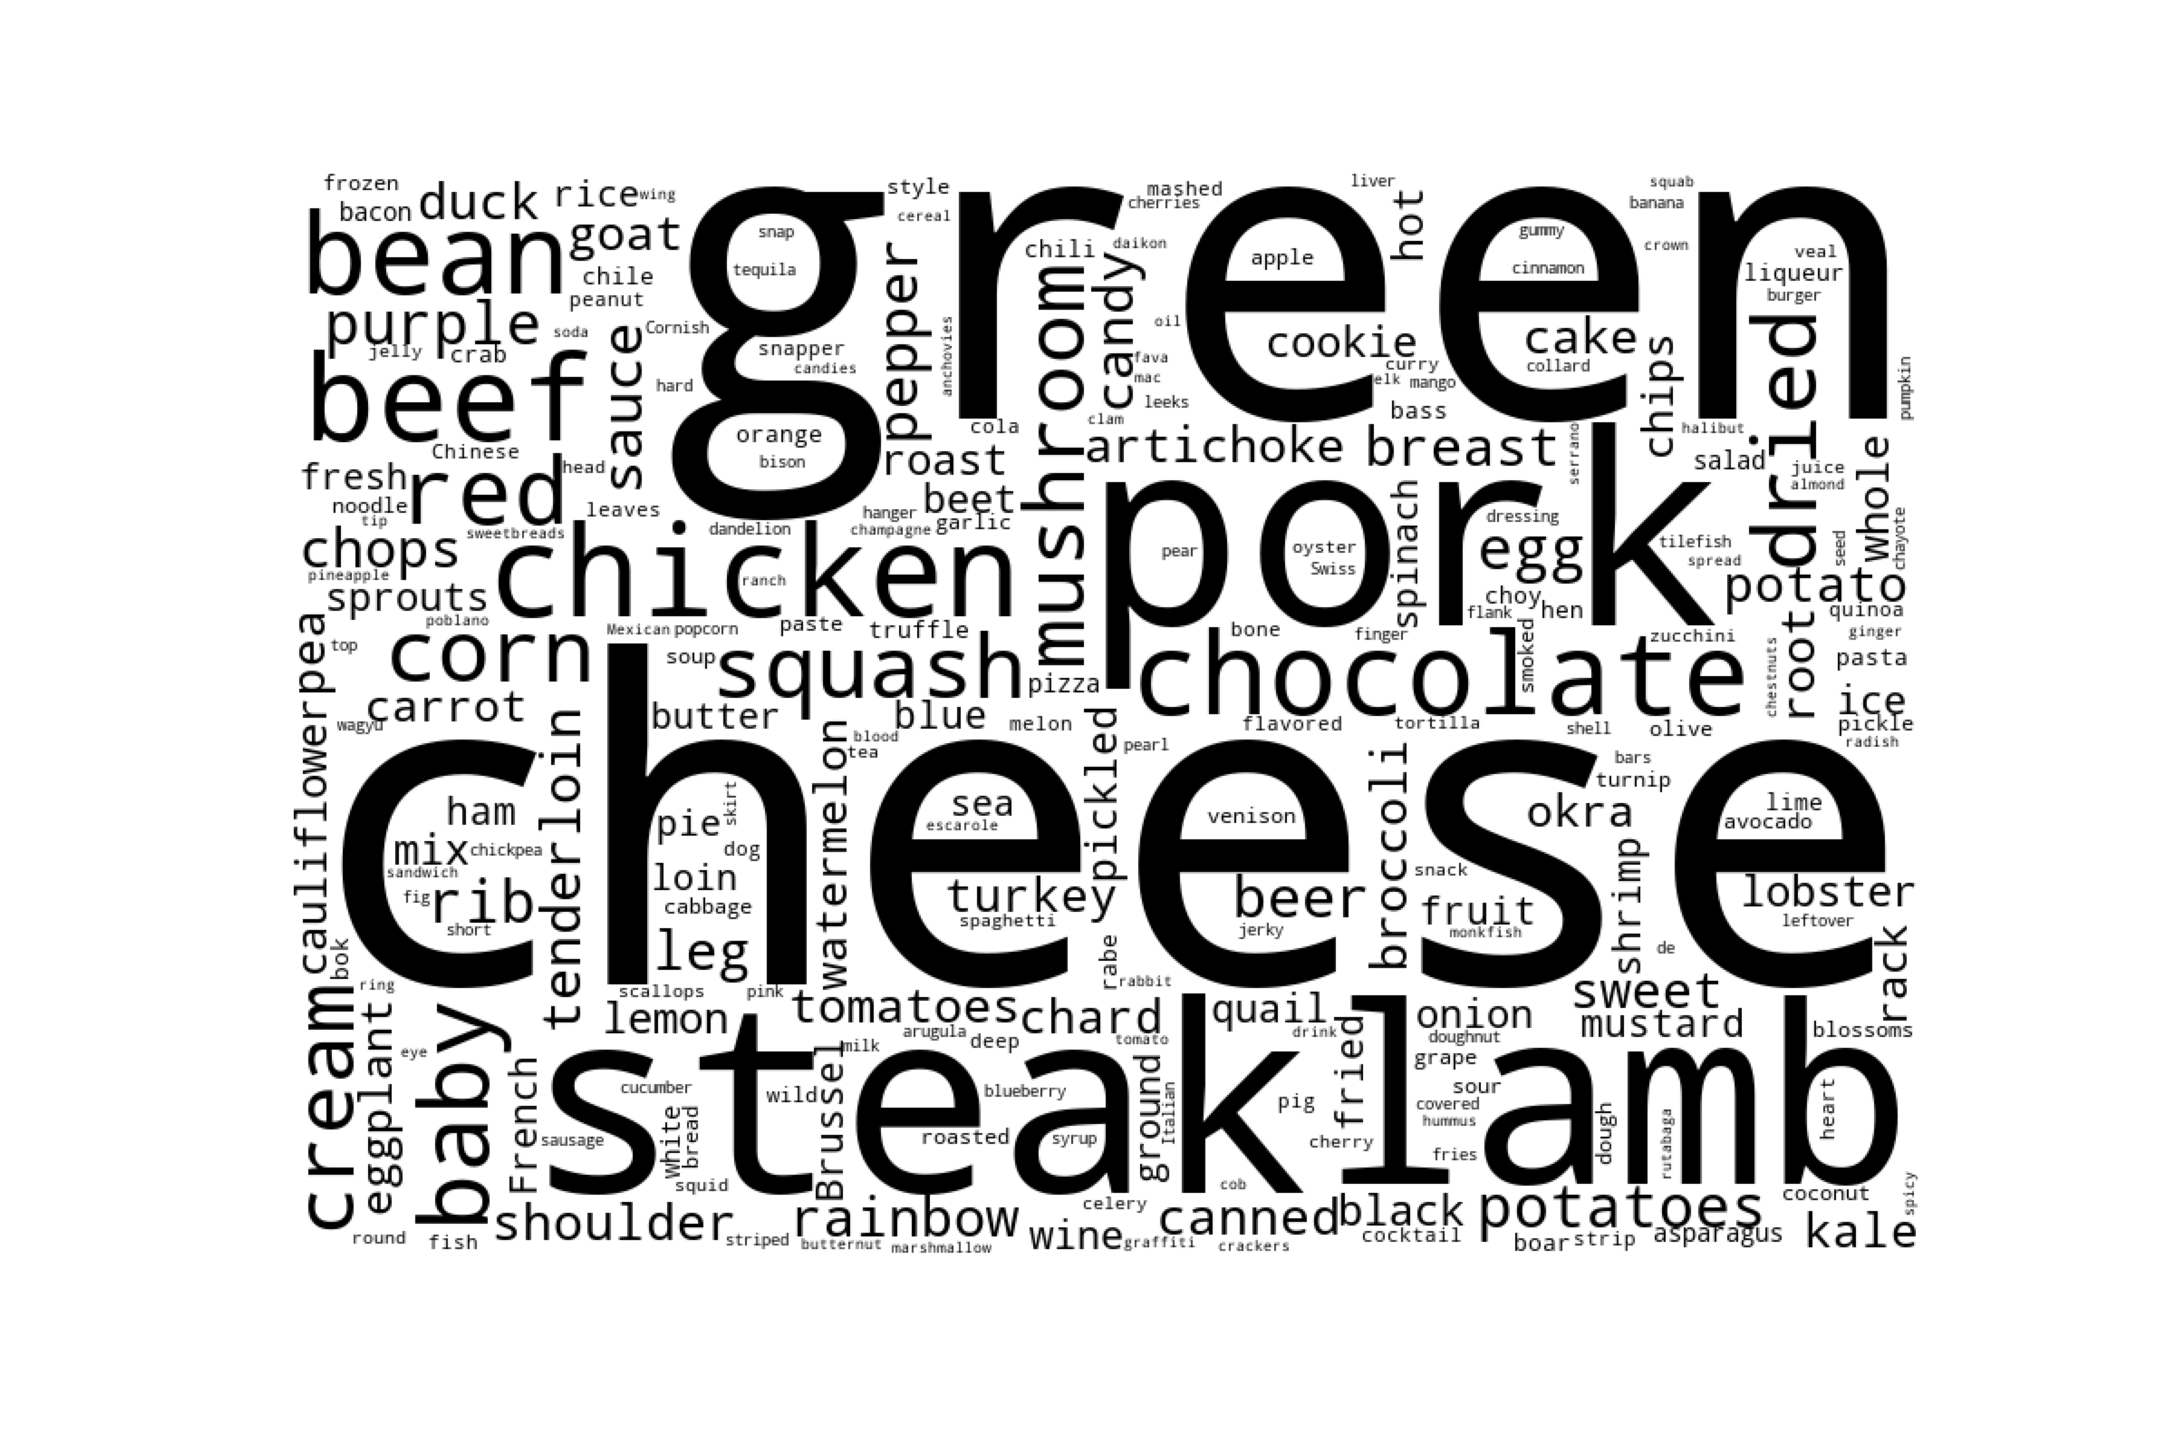 frozen
bacon
duck
rice
wing
bean
goat
chile
peanut
purple
soda
jelly
crab
Cornish
beef
sauce
hard
Chinese
fresh
red
head
noodle
tip
leaves
sweetbreads
chops
pineapple
sprouts
poblano
green
snap
tequila
snapper
candies
orange
bison
style
cereal
pepper
anchovies
cola
roast
beet
hanger
garlic
champagne
dandelion
chicken
ranch
mashed
cherries
chili
daikon
mushroom
candy
oil
fava
mac
leeks
clam
liver
hot
apple
cookie
curry
elk
mango
bass
gummy
cinnamon
cake
collard
squab
banana
crown
chips
veal
liqueur
burger
dried
pumpkin
halibut
artichoke
breast
serrano
salad
juice
almond
whole
pork
pear
oyster
Swiss
spinach
dressing
egg
choy
flank
hen
tilefish
spread
seed
chayote
potato
quinoa
root
ginger
pasta
ice
pickle
radish
pea
top
corn
Mexican
popcorn
paste
truffle
soup
squash
pizza
bone
finger
smoked
zucchini
chestnuts
chocolate
carrot
wagyu
butter
blue
melon
flavored
tortilla
shell
olive
cauliflower
tenderloin
watermelon
blood
tea
pickled
pearl
broccoli
bars
turnip
cheese
ham
mix
chickpea
sandwich
fig
rib
short
pie
skirt
dog
loin
cabbage
leg
sea
escarole
turkey
spaghetti
venison
beer
jerky
snack
fruit
monkfish
okra
shrimp
de
lime
avocado
lobster
leftover
rack
bok
ring
cream
eggplant
eye
baby
scallops
pink
lemon
tomatoes
arugula
deep
chard
rabe
rabbit
tomato
quail
drink
fried
onion
doughnut
grape
sweet
mustard
blossoms
French
steak
sausage
cucumber
white
bread
squid
wild
Brussel
milk
roasted
blueberry
syrup
ground
Italian
pig
cob
cherry
lamb
sour
covered
hummus
fries
dough
rutabaga
heart
spicy
round
fish
shoulder
striped
rainbow
butternut
marshmallow
wine
celery
graffiti
canned
crackers
black
cocktail
potatoes
boar
strip
asparagus
coconut
kale